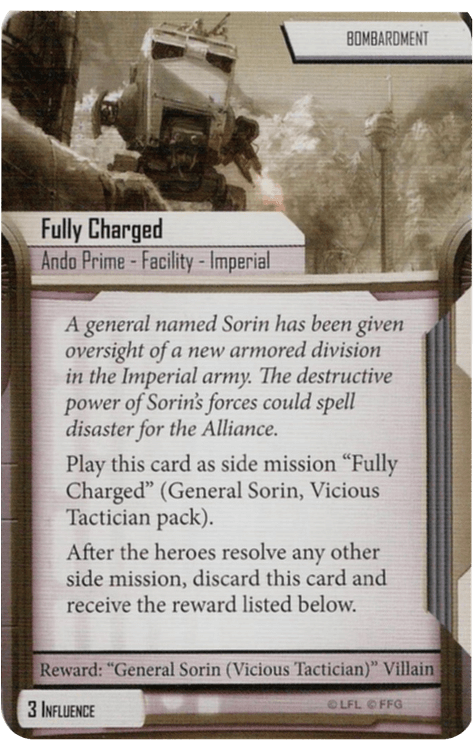 BOMBARDMENT
Fully Charged
Ando Prime - Facility - Imperial
A general named Sorin has been given
oversight of a new armored division
in the Imperial army. The destructive
power of Sorin's forces could spell
disaster for the Alliance.
Play this card as side mission “Fully
Charged” (General Sorin, Vicious
Tactician pack).
After the heroes resolve any other
side mission, discard this card and
receive the reward listed below.
Reward: “General Sorin (Vicious Tactician)” Villain
3 INFLUENCE
© LFL © FFG